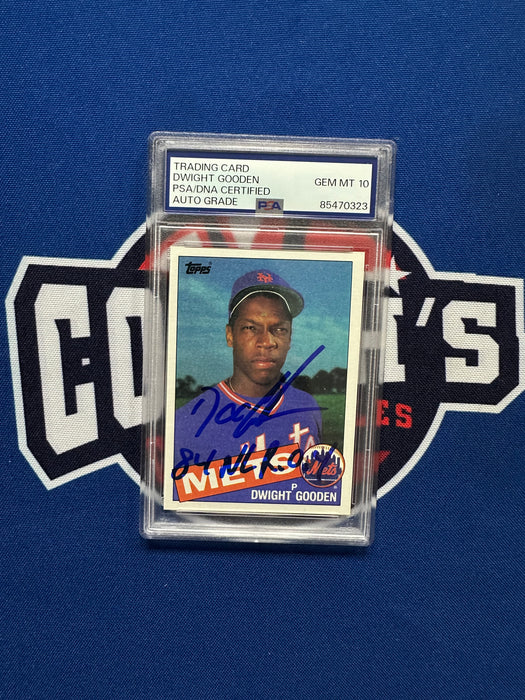 TRADING CARD
DWIGHT GOODEN
PSA/DNA CERTIFIED GEM MT 10
AUTO GRADE PSA 85470323
Topps
84 NL R.O.Y.
METS
Mets
P
DWIGHT GOODEN